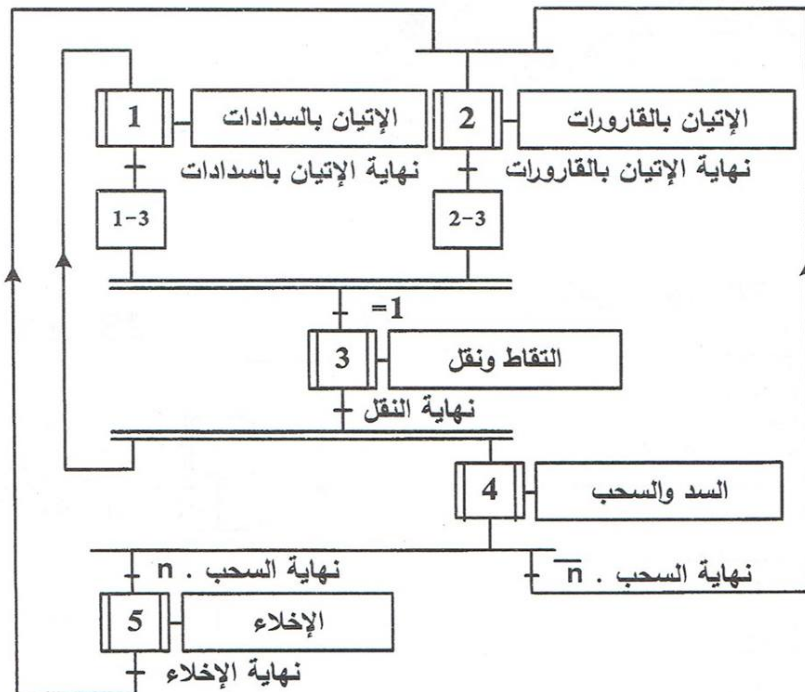 1 الإتيان بالسدادات
2 الإتيان بالقارورات
نهاية الإتيان بالسدادات
نهاية الإتيان بالقارورات
1-3
2-3
=1
3 التقاط ونقل
نهاية النقل
4 السد والسحب
نهاية السحب . n
نهاية السحب . n̅
5 الإخلاء
نهاية الإخلاء